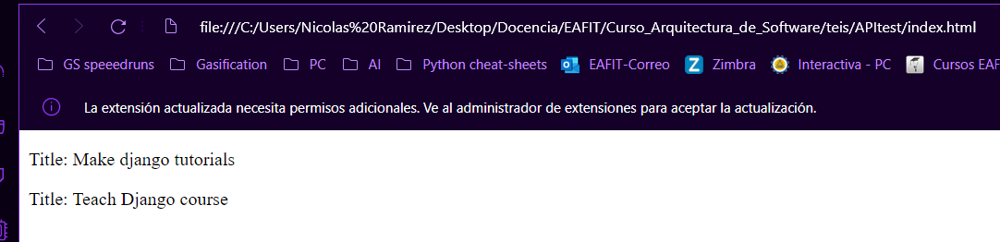 file:///C:/Users/Nicolas%20Ramirez/Desktop/Docencia/EAFIT/Curso_Arquitectura_de_Software/teis/APItest/index.html
GS speeedruns Gasification PC AI Python cheat-sheets EAFIT-Correo Zimbra Interactiva - PC Cursos EAF
La extensión actualizada necesita permisos adicionales. Ve al administrador de extensiones para aceptar la actualización.
Title: Make django tutorials
Title: Teach Django course